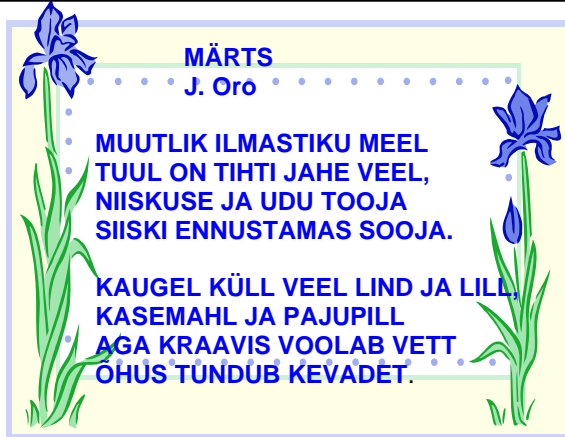 MÄRTS
J. Oro
MUUTLIK ILMASTIKU MEEL
TUUL ON TIHTI JAHE VEEL,
NIISKUSE JA UDU TOOJA
SIISKI ENNUSTAMAS SOOJA.
KAUGEL KÜLL VEEL LIND JA LILL,
KASEMAHL JA PAJUPILL
AGA KRAAVIS VOOLAB VETT
ÕHUS TUNDUB KEVADET.